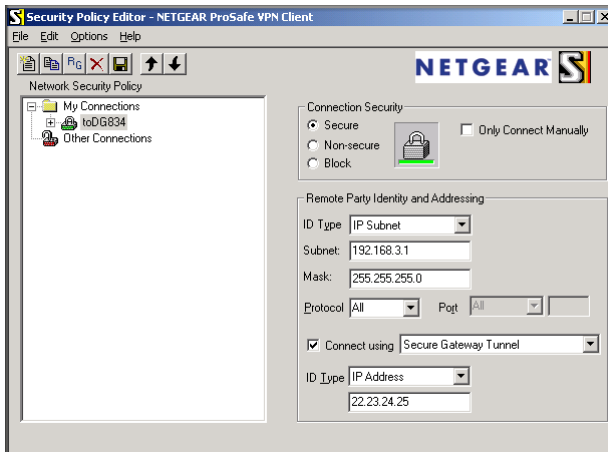 Security Policy Editor - NETGEAR ProSafe VPN Client
File Edit Options Help
RG
NETGEAR S
Network Security Policy
My Connections
toDG834
Other Connections
Connection Security
Secure
Non-secure
Block
Only Connect Manually
Remote Party Identity and Addressing
ID Type IP Subnet
Subnet: 192.168.3.1
Mask: 255.255.255.0
Protocol All Port All
Connect using Secure Gateway Tunnel
ID Type IP Address
22.23.24.25